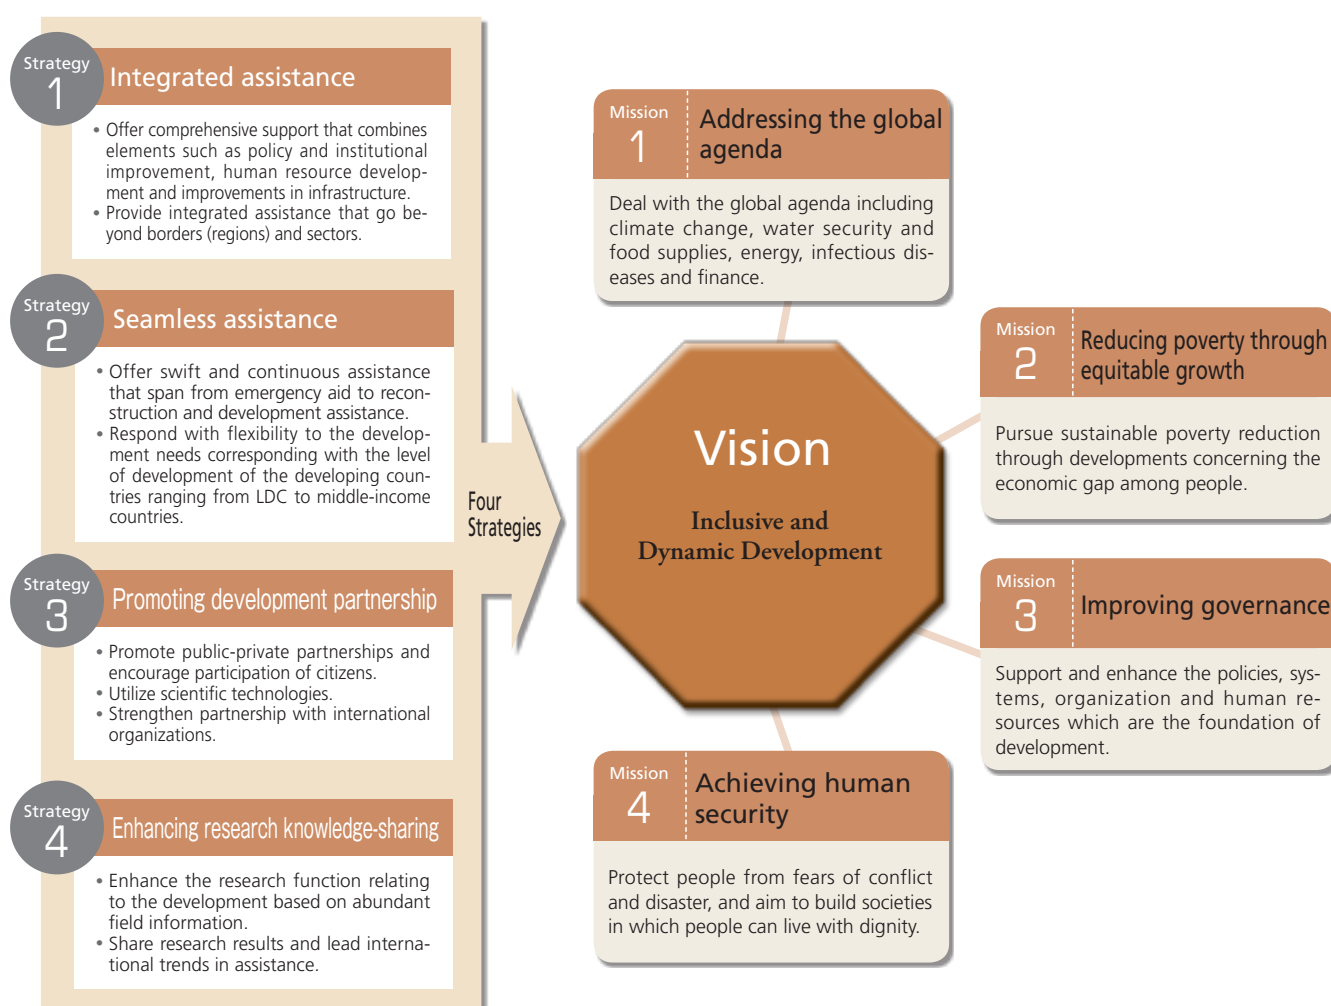 Strategy
1
Integrated assistance
• Offer comprehensive support that combines
elements such as policy and institutional
improvement, human resource develop-
ment and improvements in infrastructure.
• Provide integrated assistance that go be-
yond borders (regions) and sectors.
Strategy
2
Seamless assistance
• Offer swift and continuous assistance
that span from emergency aid to recon-
struction and development assistance.
• Respond with flexibility to the develop-
ment needs corresponding with the level
of development of the developing coun-
tries ranging from LDC to middle-income
countries.
Strategy
3
Promoting development partnership
• Promote public-private partnerships and
encourage participation of citizens.
• Utilize scientific technologies.
• Strengthen partnership with international
organizations.
Strategy
4
Enhancing research knowledge-sharing
• Enhance the research function relating
to the development based on abundant
field information.
• Share research results and lead interna-
tional trends in assistance.
Four
Strategies
Vision
Inclusive and
Dynamic Development
Mission
1
Addressing the global
agenda
Deal with the global agenda including
climate change, water security and
food supplies, energy, infectious dis-
eases and finance.
Mission
2
Reducing poverty through
equitable growth
Pursue sustainable poverty reduction
through developments concerning the
economic gap among people.
Mission
3
Improving governance
Support and enhance the policies, sys-
tems, organization and human re-
sources which are the foundation of
development.
Mission
4
Achieving human
security
Protect people from fears of conflict
and disaster, and aim to build societies
in which people can live with dignity.